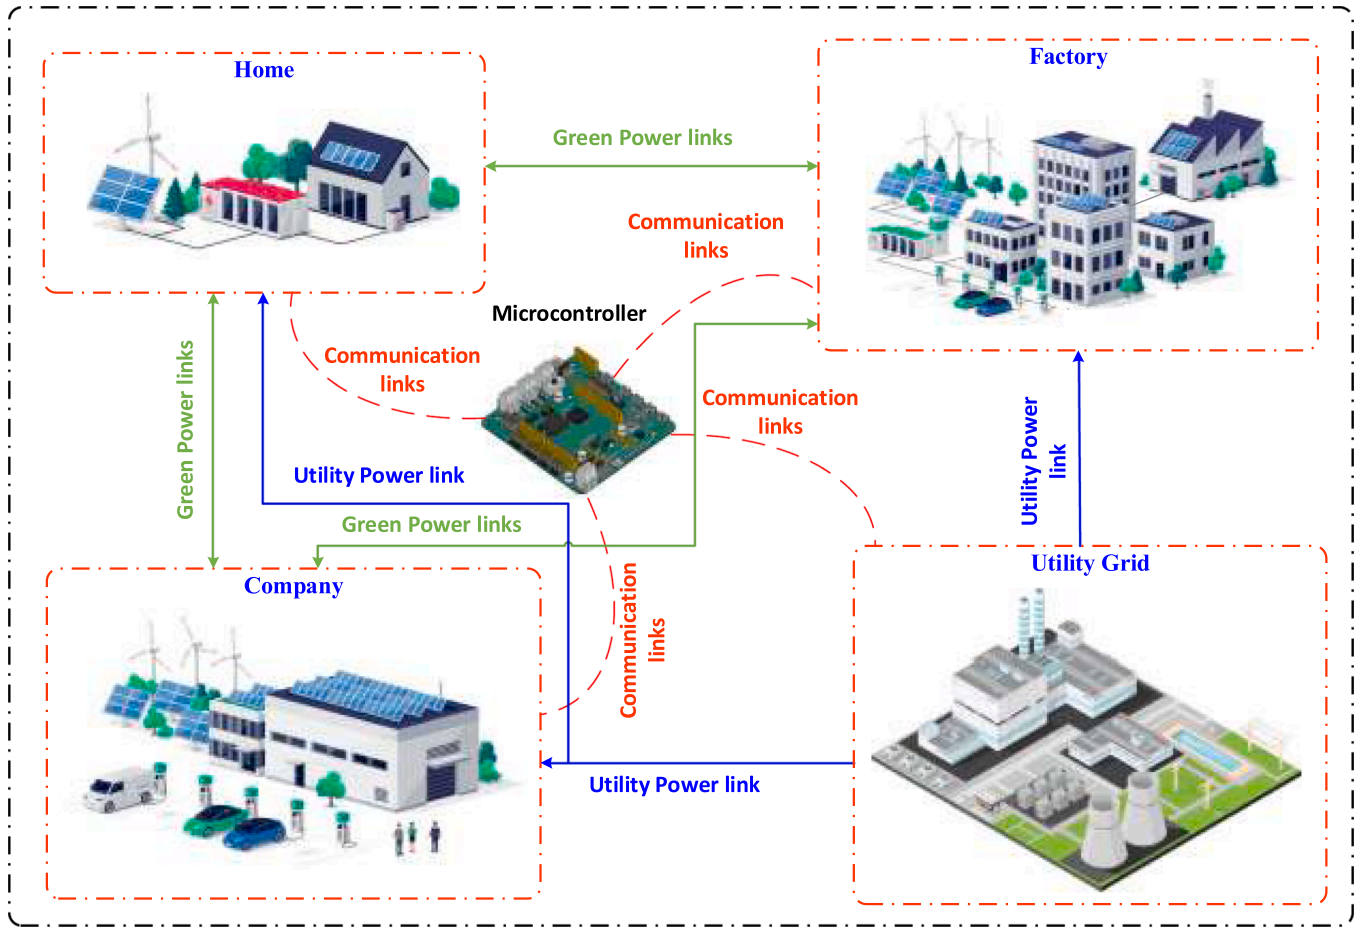 Home
Factory
Green Power links
Communication
links
Microcontroller
Communication
links
Communication
links
Green Power links
Utility Power link
Utility Power
link
Green Power links
Company
Utility Grid
Communication
links
Utility Power link